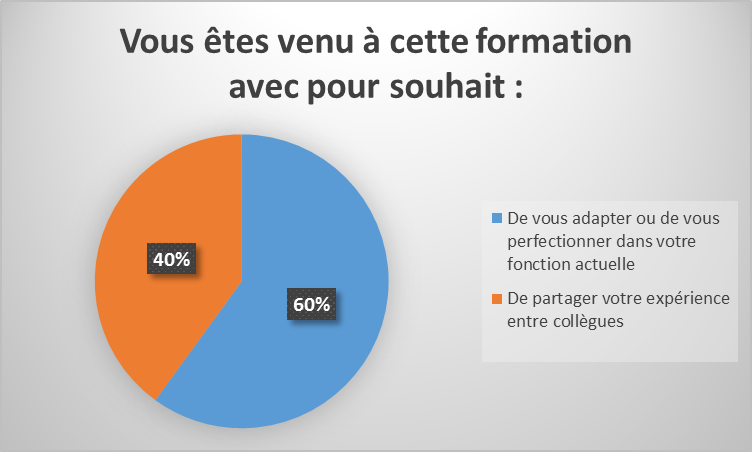 Vous êtes venu à cette formation
avec pour souhait :
40%
60%
De vous adapter ou de vous
perfectionner dans votre
fonction actuelle
De partager votre expérience
entre collègues